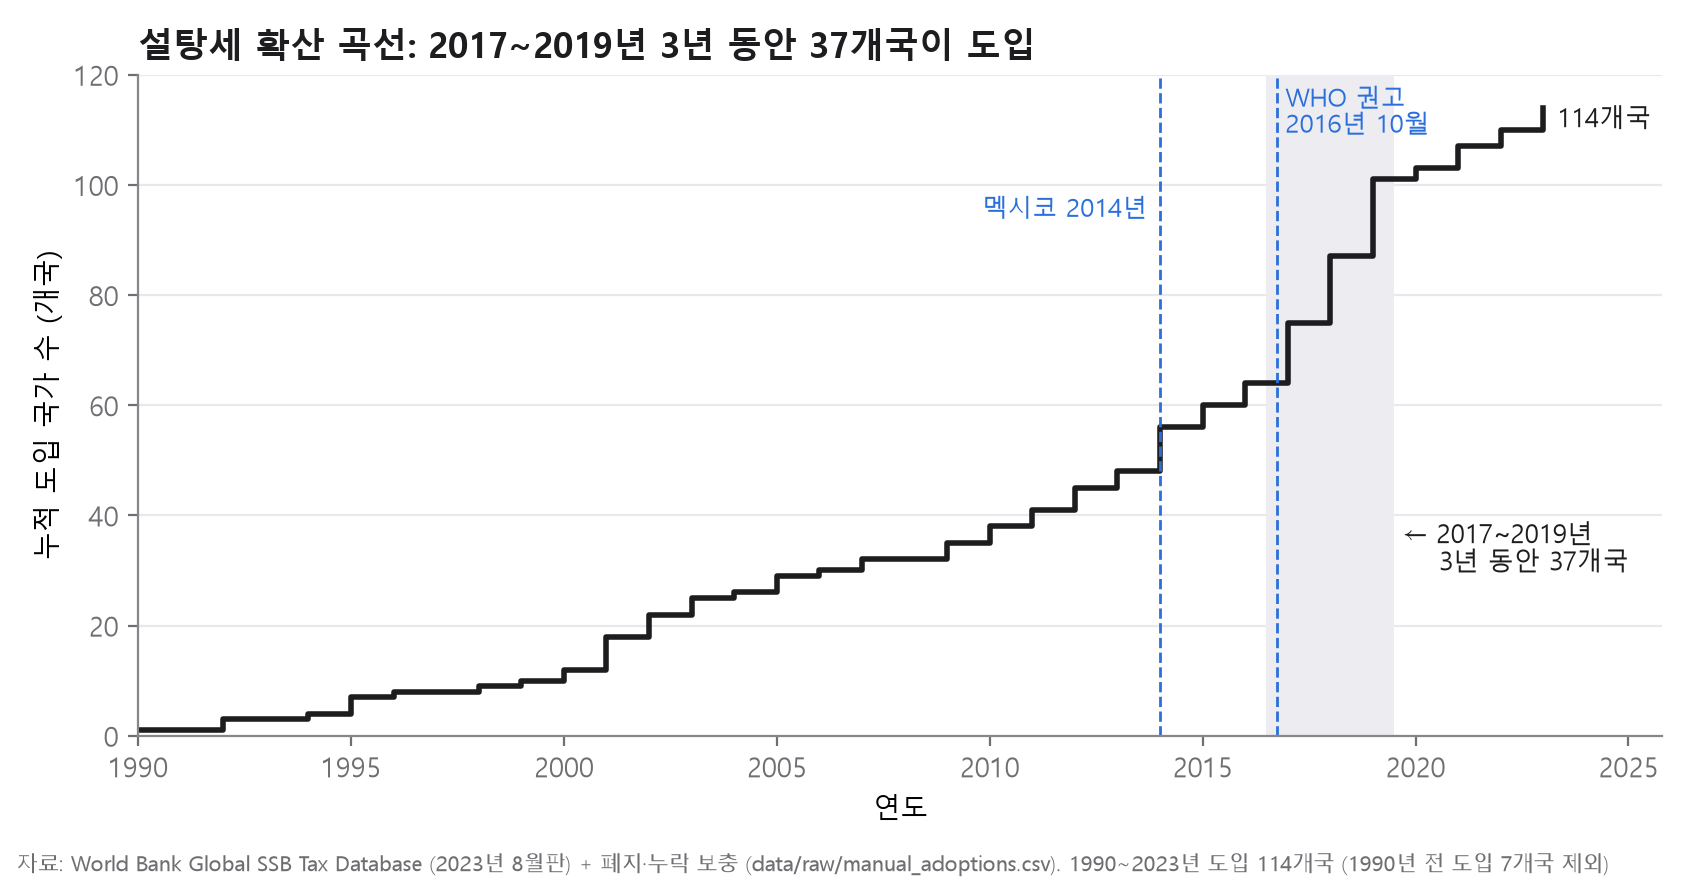 설탕세 확산 곡선: 2017~2019년 3년 동안 37개국이 도입
누적 도입 국가 수 (개국)
120
100
80
60
40
20
0
WHO 권고
2016년 10월
114개국
멕시코 2014년
← 2017~2019년
3년 동안 37개국
1990
1995
2000
2005
2010
2015
2020
2025
연도
자료: World Bank Global SSB Tax Database (2023년 8월판) + 폐지·누락 보충 (data/raw/manual_adoptions.csv). 1990~2023년 도입 114개국 (1990년 전 도입 7개국 제외)